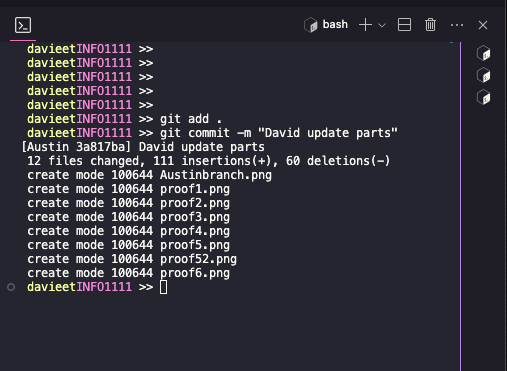 bash
davieetINFO1111 >>
davieetINFO1111 >>
davieetINFO1111 >>
davieetINFO1111 >>
davieetINFO1111 >>
davieetINFO1111 >> git add .
davieetINFO1111 >> git commit -m "David update parts"
[Austin 3a817ba] David update parts
12 files changed, 111 insertions(+), 60 deletions(-)
create mode 100644 Austinbranch.png
create mode 100644 proof1.png
create mode 100644 proof2.png
create mode 100644 proof3.png
create mode 100644 proof4.png
create mode 100644 proof5.png
create mode 100644 proof52.png
create mode 100644 proof6.png
davieetINFO1111 >>